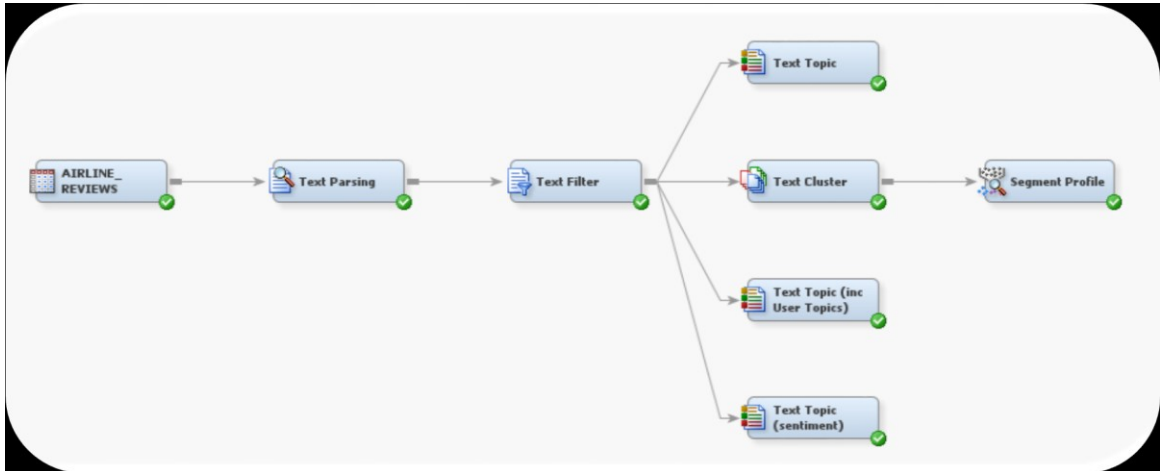 Text Topic
AIRLINE_
REVIEWS
Text Parsing
Text Filter
Text Cluster
Segment Profile
Text Topic (inc
User Topics)
Text Topic
(sentiment)